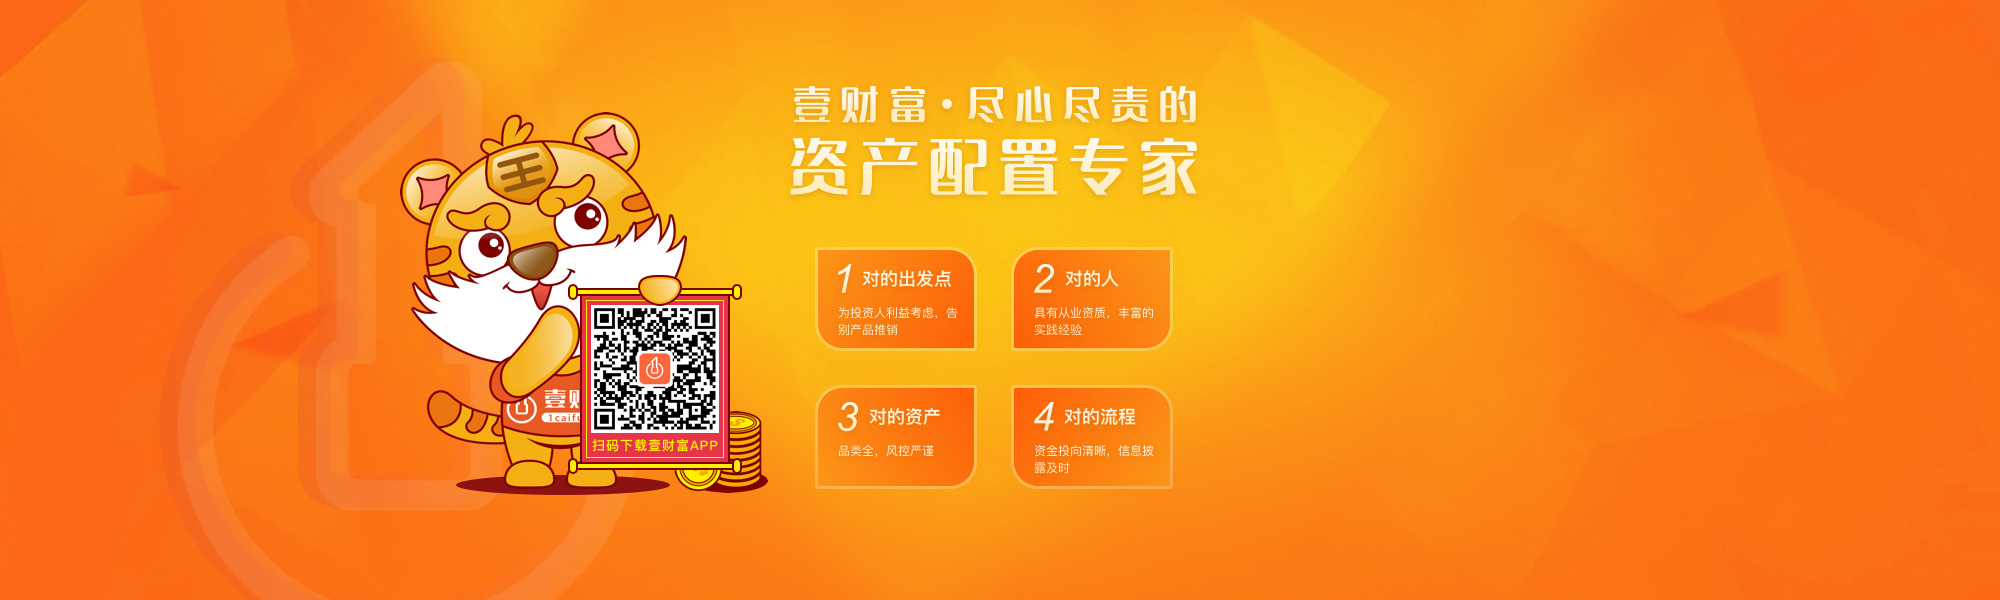 壹财富·尽心尽责的
资产配置专家
王
1 对的出发点
为投资人利益考虑，告
别产品推销
2 对的人
具有从业资质，丰富的
实践经验
3 对的资产
品类全，风控严谨
4 对的流程
资金投向清晰，信息披
露及时
壹财
1caifu
扫码下载壹财富APP